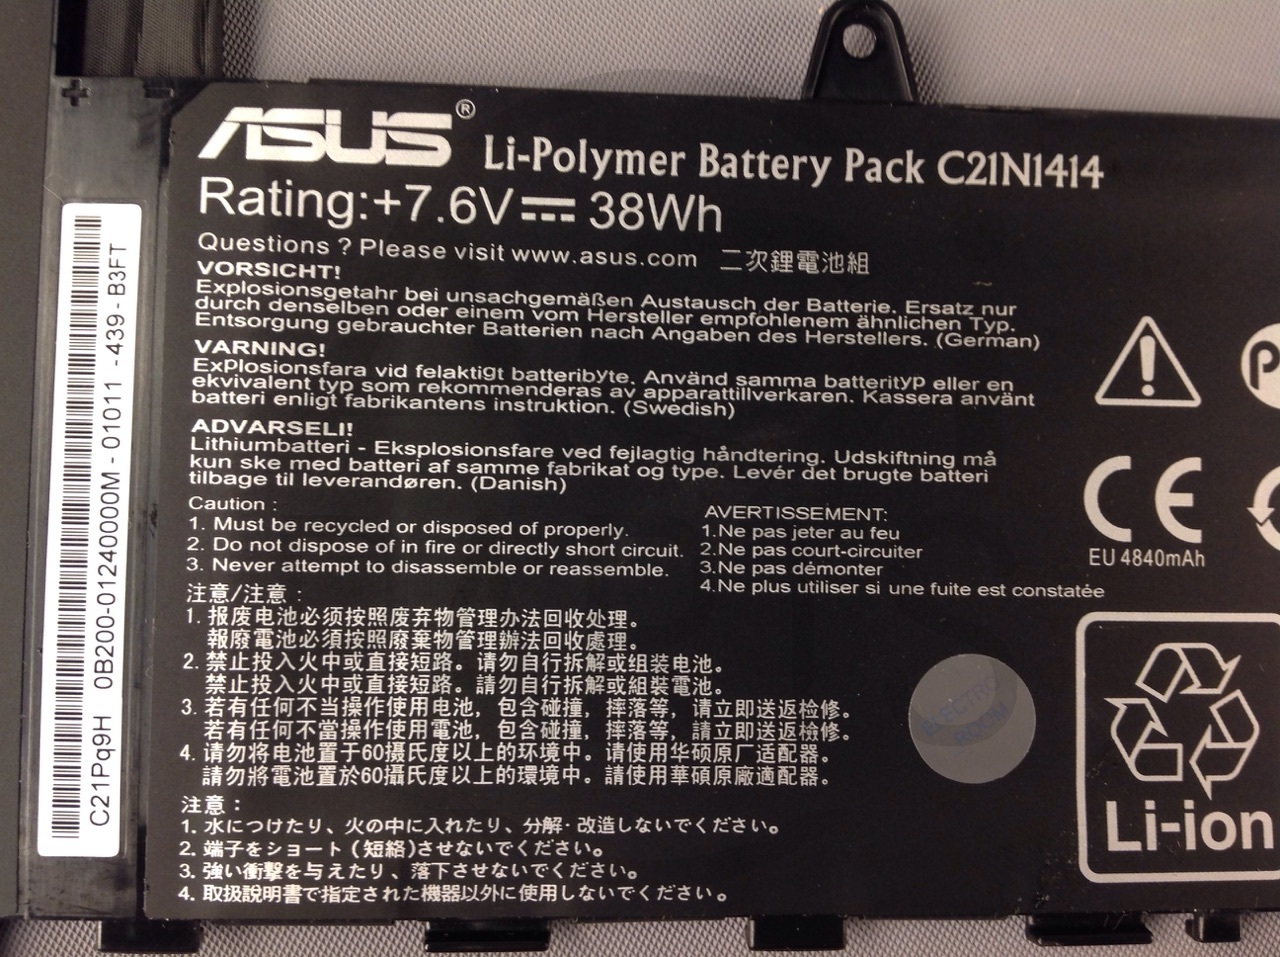 ASUS® Li-Polymer Battery Pack C21N1414
Rating:+7.6V 38Wh
Questions ? Please visit www.asus.com 二次鋰電池組
VORSICHT!
Explosionsgetahr bei unsachgemäßen Austausch der Batterie. Ersatz nur
durch denselben oder einem vom Hersteller empfohlenem ähnlichen Typ.
Entsorgung gebrauchter Batterien nach Angaben des Herstellers. (German)
VARNING!
ExPlosionsfara vid felaktigt batteribyte. Använd samma batterityp eller en
ekvivalent typ som rekommenderas av apparattillverkaren. Kassera använt
batteri enligt fabrikantens instruktion. (Swedish)
ADVARSELI!
Lithiumbatteri - Eksplosionsfare ved fejlagtig håndtering. Udskiftning må
kun ske med batteri af samme fabrikat og type. Levér det brugte batteri
tilbage til leverandøren. (Danish)
Caution :
1. Must be recycled or disposed of properly.
2. Do not dispose of in fire or directly short circuit.
3. Never attempt to disassemble or reassemble.
AVERTISSEMENT:
1.Ne pas jeter au feu
2.Ne pas court-circuiter
3.Ne pas démonter
4.Ne plus utiliser si une fuite est constatée
注意/注意：
1. 报废电池必须按照废弃物管理办法回收处理。
報廢電池必須按照廢棄物管理辦法回收處理。
2. 禁止投入火中或直接短路。请勿自行拆解或组装电池。
禁止投入火中或直接短路。請勿自行拆解或組裝電池。
3. 若有任何不当操作使用电池，包含碰撞，摔落等，请立即送返检修。
若有任何不當操作使用電池，包含碰撞，摔落等，請立即送返檢修。
4. 请勿将电池置于60摄氏度以上的环境中。请使用华硕原厂适配器。
請勿將電池置於60攝氏度以上的環境中。請使用華碩原廠適配器。
注意：
1. 水につけたり、火の中に入れたり、分解·改造しないでください。
2. 端子をショート（短絡）させないでください。
3. 強い衝撃を与えたり、落下させないでください。
4. 取扱說明書で指定された機器以外に使用しないでください。
C21Pq9H 0B200-01240000M - 01011 - 439 - B3FT
CE
EU 4840mAh
P
ELECTRO
ROOM
Li-ion